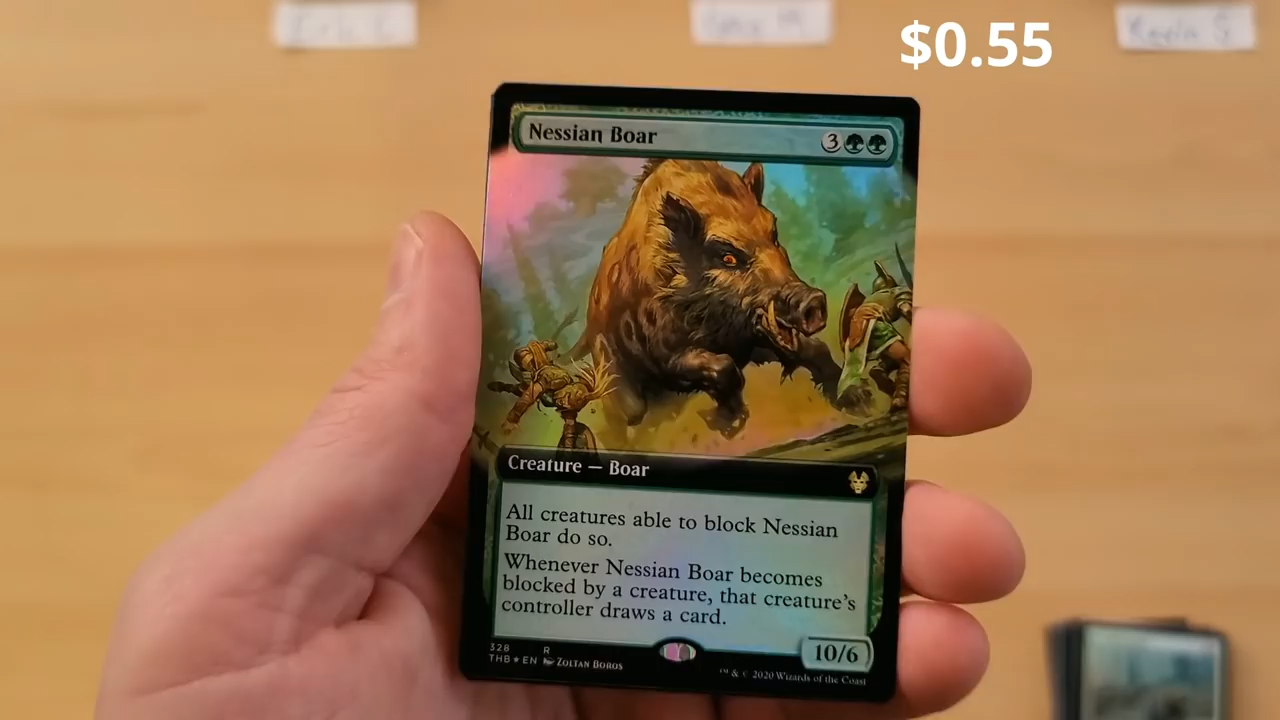 $0.55
Nessian Boar 3
Creature — Boar
All creatures able to block Nessian
Boar do so.
Whenever Nessian Boar becomes
blocked by a creature, that creature's
controller draws a card.
10/6
328 R
THB ★ EN Zoltan Boros
™ & © 2020 Wizards of the Coast